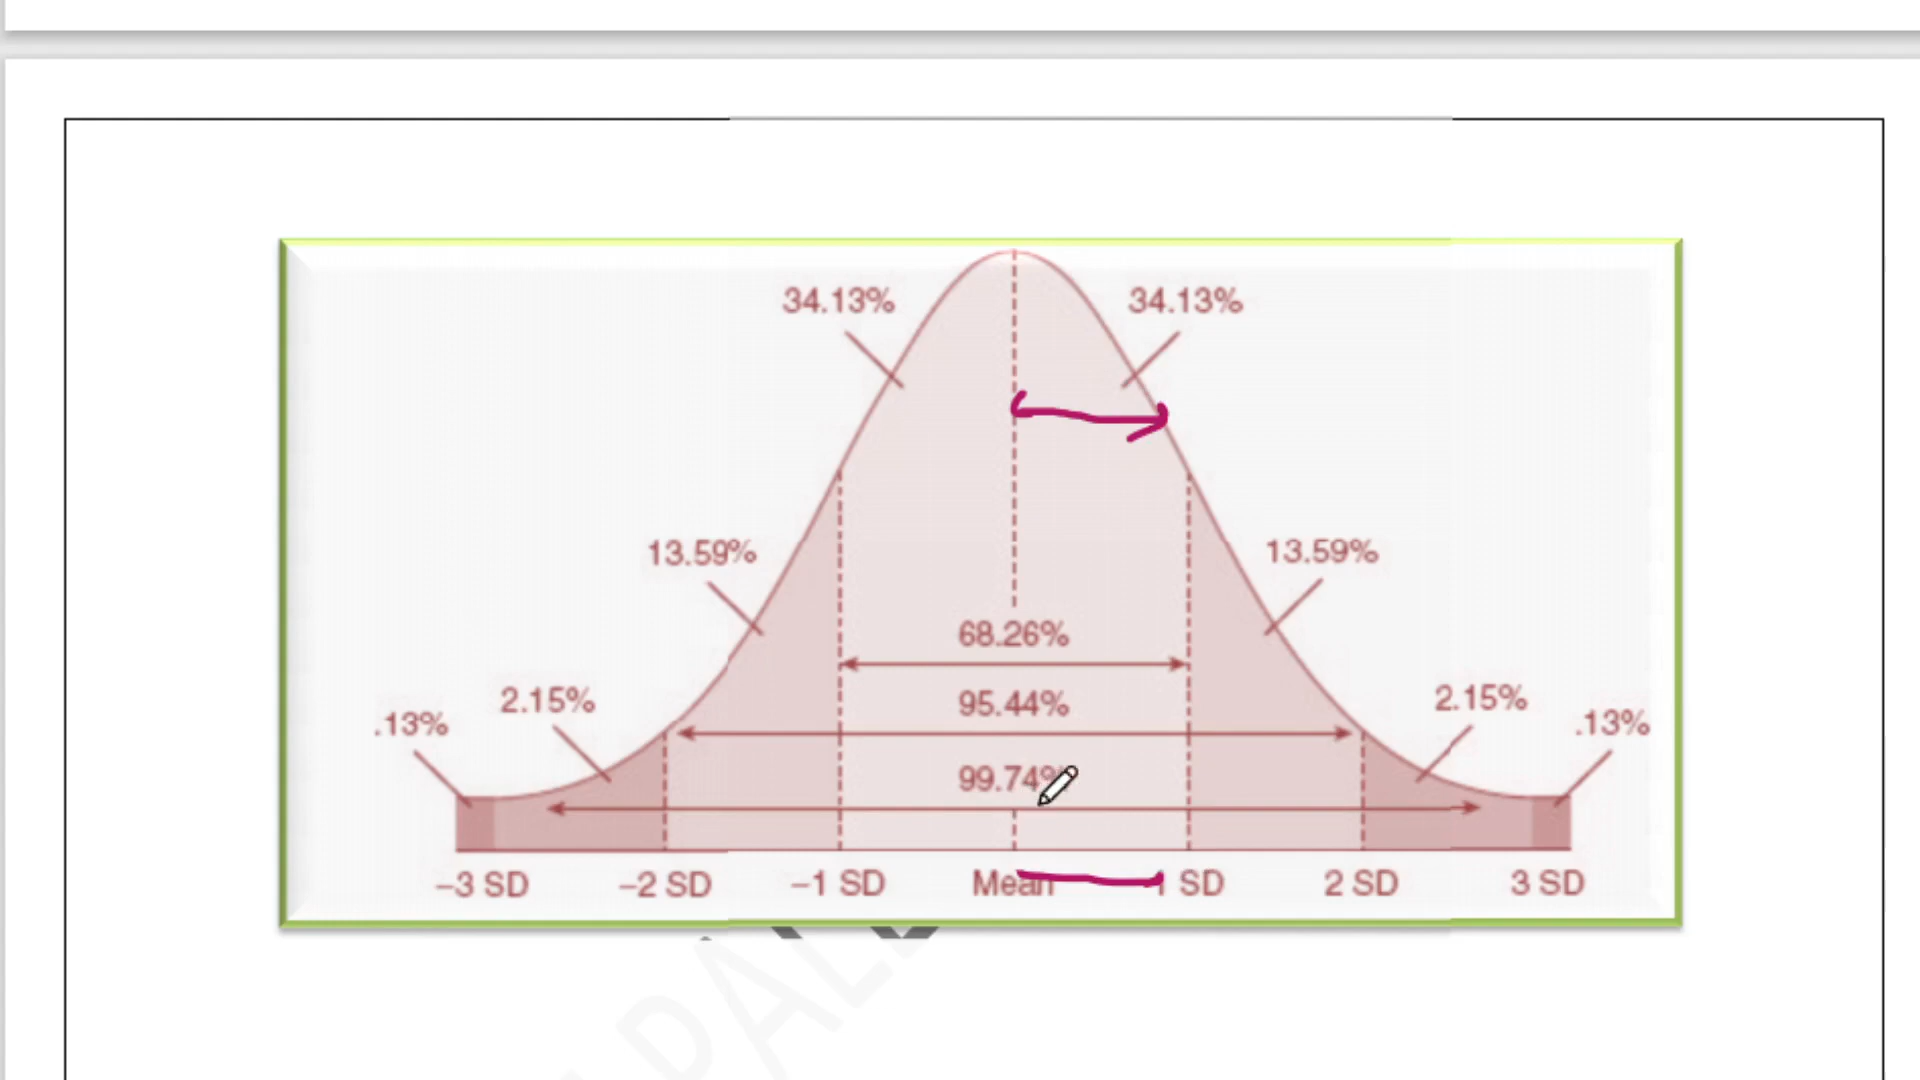 34.13% 34.13%
13.59% 13.59%
68.26%
2.15% 95.44% 2.15%
.13% .13%
99.74%
–3 SD –2 SD –1 SD Mean 1 SD 2 SD 3 SD